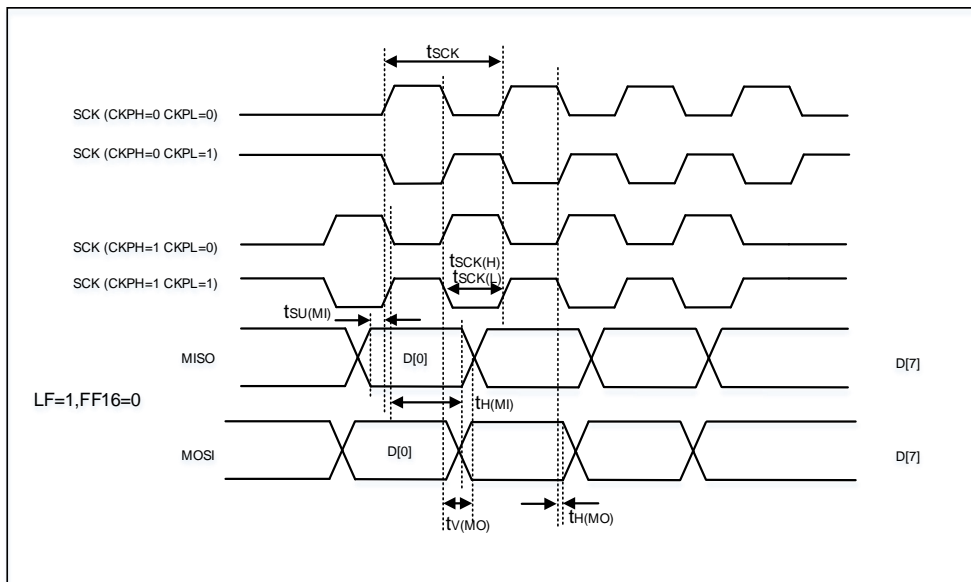 tSCK
SCK (CKPH=0 CKPL=0)
SCK (CKPH=0 CKPL=1)
SCK (CKPH=1 CKPL=0)
tSCK(H)
SCK (CKPH=1 CKPL=1)
tSCK(L)
tSU(MI)
MISO
D[0]
D[7]
LF=1,FF16=0
tH(MI)
MOSI
D[0]
D[7]
tV(MO)
tH(MO)